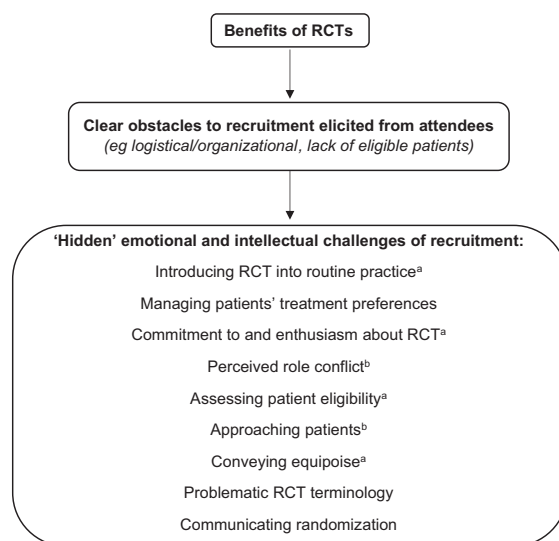 Benefits of RCTs
Clear obstacles to recruitment elicited from attendees
(eg logistical/organizational, lack of eligible patients)
‘Hidden’ emotional and intellectual challenges of recruitment:
Introducing RCT into routine practiceᵃ
Managing patients’ treatment preferences
Commitment to and enthusiasm about RCTᵃ
Perceived role conflictᵇ
Assessing patient eligibilityᵃ
Approaching patientsᵇ
Conveying equipoiseᵃ
Problematic RCT terminology
Communicating randomization